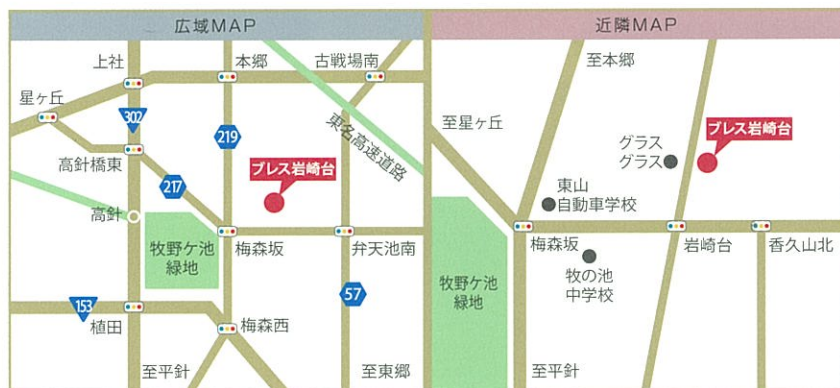 広域MAP
上社
本郷
古戦場南
星ヶ丘
302
219
東名高速道路
高針橋東
217
ブレス岩崎台
高針
牧野ケ池
緑地
梅森坂
弁天池南
153
植田
梅森西
57
至平針
至東郷
近隣MAP
至本郷
至星ヶ丘
グラス
グラス
ブレス岩崎台
東山
自動車学校
梅森坂
岩崎台
香久山北
牧の池
中学校
牧野ケ池
緑地
至平針